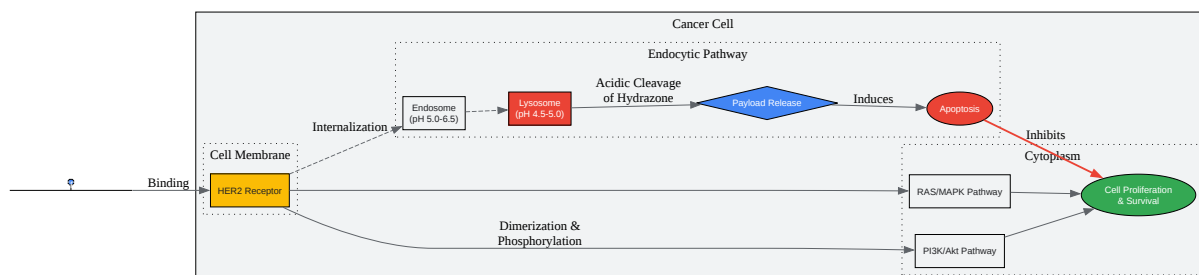 Cancer Cell
Endocytic Pathway
Acidic Cleavage
of Hydrazone
Endosome
(pH 5.0-6.5)
Lysosome
(pH 4.5-5.0)
Payload Release
Induces
Apoptosis
Internalization
Inhibits
Cell Membrane
Cytoplasm
Binding
HER2 Receptor
RAS/MAPK Pathway
Cell Proliferation
& Survival
Dimerization &
Phosphorylation
PI3K/Akt Pathway